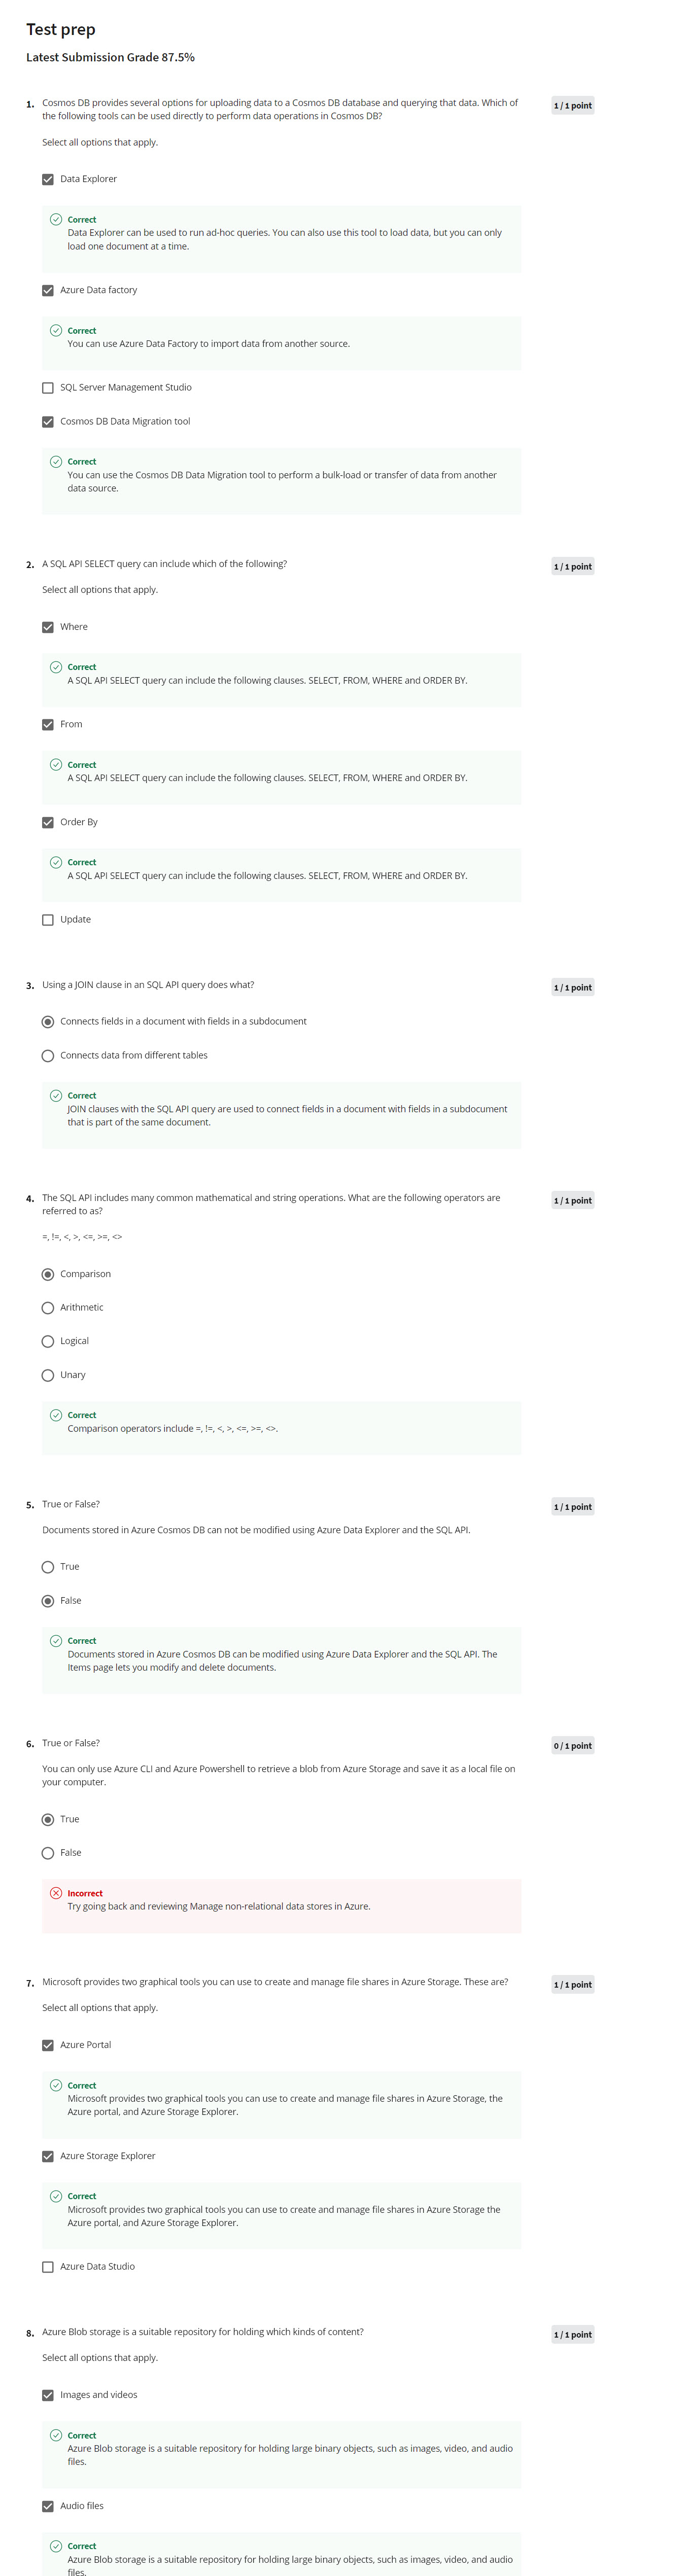 Test prep
Latest Submission Grade 87.5%
1. Cosmos DB provides several options for uploading data to a Cosmos DB database and querying that data. Which of
the following tools can be used directly to perform data operations in Cosmos DB?
1 / 1 point
Select all options that apply.
Data Explorer
Correct
Data Explorer can be used to run ad-hoc queries. You can also use this tool to load data, but you can only
load one document at a time.
Azure Data factory
Correct
You can use Azure Data Factory to import data from another source.
SQL Server Management Studio
Cosmos DB Data Migration tool
Correct
You can use the Cosmos DB Data Migration tool to perform a bulk-load or transfer of data from another
data source.
2. A SQL API SELECT query can include which of the following?
1 / 1 point
Select all options that apply.
Where
Correct
A SQL API SELECT query can include the following clauses. SELECT, FROM, WHERE and ORDER BY.
From
Correct
A SQL API SELECT query can include the following clauses. SELECT, FROM, WHERE and ORDER BY.
Order By
Correct
A SQL API SELECT query can include the following clauses. SELECT, FROM, WHERE and ORDER BY.
Update
3. Using a JOIN clause in an SQL API query does what?
1 / 1 point
Connects fields in a document with fields in a subdocument
Connects data from different tables
Correct
JOIN clauses with the SQL API query are used to connect fields in a document with fields in a subdocument
that is part of the same document.
4. The SQL API includes many common mathematical and string operations. What are the following operators are
referred to as?
1 / 1 point
=, !=, <, >, <=, >=, <>
Comparison
Arithmetic
Logical
Unary
Correct
Comparison operators include =, !=, <, >, <=, >=, <>.
5. True or False?
1 / 1 point
Documents stored in Azure Cosmos DB can not be modified using Azure Data Explorer and the SQL API.
True
False
Correct
Documents stored in Azure Cosmos DB can be modified using Azure Data Explorer and the SQL API. The
Items page lets you modify and delete documents.
6. True or False?
0 / 1 point
You can only use Azure CLI and Azure Powershell to retrieve a blob from Azure Storage and save it as a local file on
your computer.
True
False
Incorrect
Try going back and reviewing Manage non-relational data stores in Azure.
7. Microsoft provides two graphical tools you can use to create and manage file shares in Azure Storage. These are?
1 / 1 point
Select all options that apply.
Azure Portal
Correct
Microsoft provides two graphical tools you can use to create and manage file shares in Azure Storage, the
Azure portal, and Azure Storage Explorer.
Azure Storage Explorer
Correct
Microsoft provides two graphical tools you can use to create and manage file shares in Azure Storage the
Azure portal, and Azure Storage Explorer.
Azure Data Studio
8. Azure Blob storage is a suitable repository for holding which kinds of content?
1 / 1 point
Select all options that apply.
Images and videos
Correct
Azure Blob storage is a suitable repository for holding large binary objects, such as images, video, and audio
files.
Audio files
Correct
Azure Blob storage is a suitable repository for holding large binary objects, such as images, video, and audio
files.